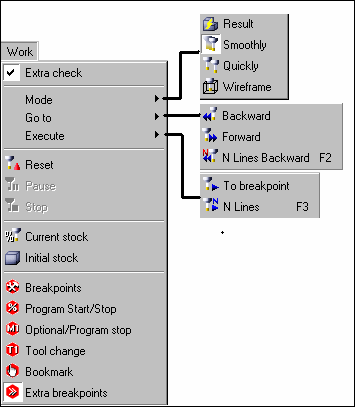 Work
Extra check
Mode
Go to
Execute
Reset
Pause
Stop
Current stock
Initial stock
Breakpoints
Program Start/Stop
Optional/Program stop
Tool change
Bookmark
Extra breakpoints
Result
Smoothly
Quickly
Wireframe
Backward
Forward
N Lines Backward F2
To breakpoint
N Lines F3